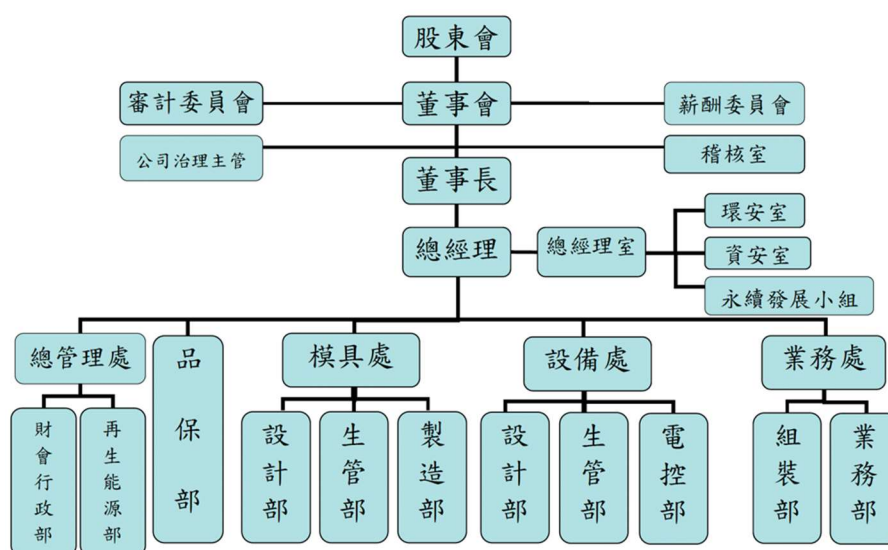 股東會
審計委員會
董事會
薪酬委員會
公司治理主管
稽核室
董事長
環安室
總經理
總經理室
資安室
永續發展小組
總管理處
品保部
模具處
設備處
業務處
財會行政部
再生能源部
設計部
生管部
製造部
設計部
生管部
電控部
組裝部
業務部